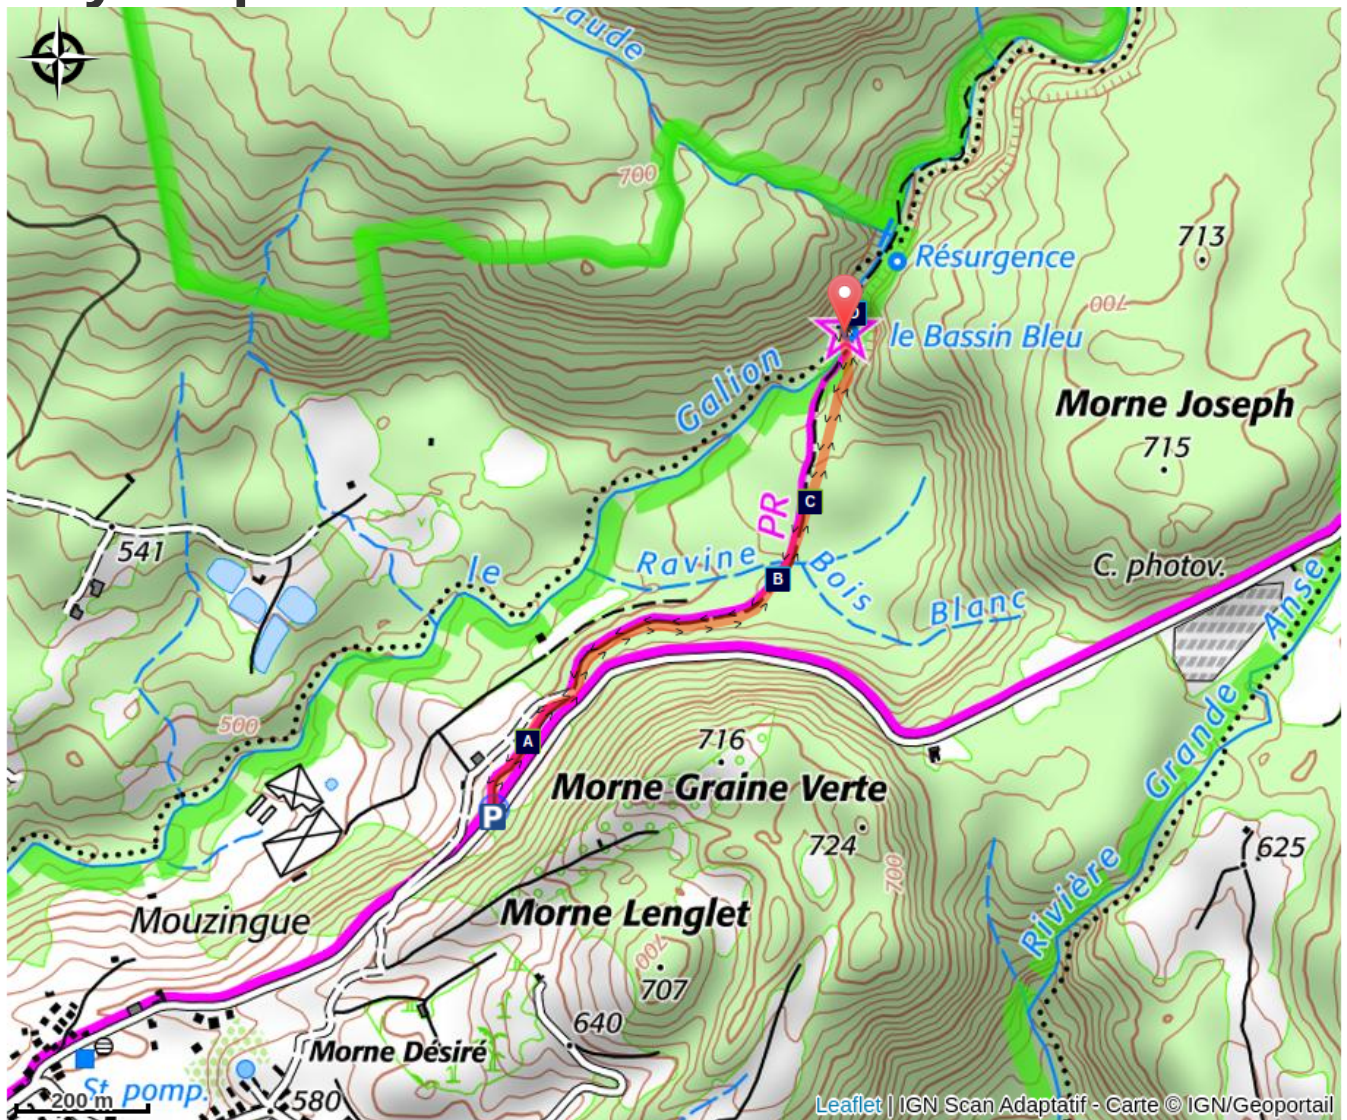 700
713
Résurgence
700
le Bassin Bleu
Galion
Morne Joseph
715
PR
C
541
Ravine
Bois
Blanc
C. photov.
le
B
Anse
Grande
500
A
716
Morne Graine Verte
P
724
700
625
Rivière
Mouzingue
Morne Lenglet
700
707
640
Morne Désiré
St. pomp.
580
200 m
Leaflet | IGN Scan Adaptatif - Carte © IGN/Geoportail